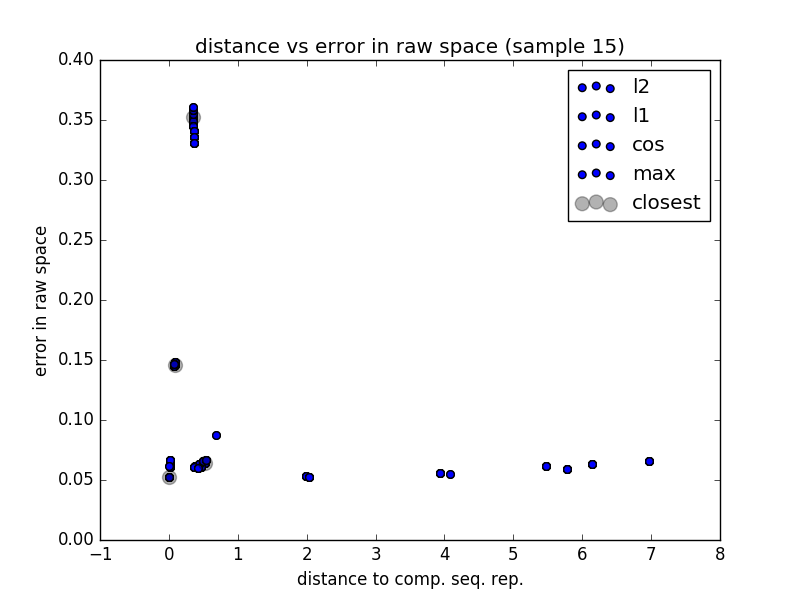 distance vs error in raw space (sample 15)
0.40
0.35
0.30
0.25
0.20
0.15
0.10
0.05
0.00
error in raw space
l2
l1
cos
max
closest
−1 0 1 2 3 4 5 6 7 8
distance to comp. seq. rep.